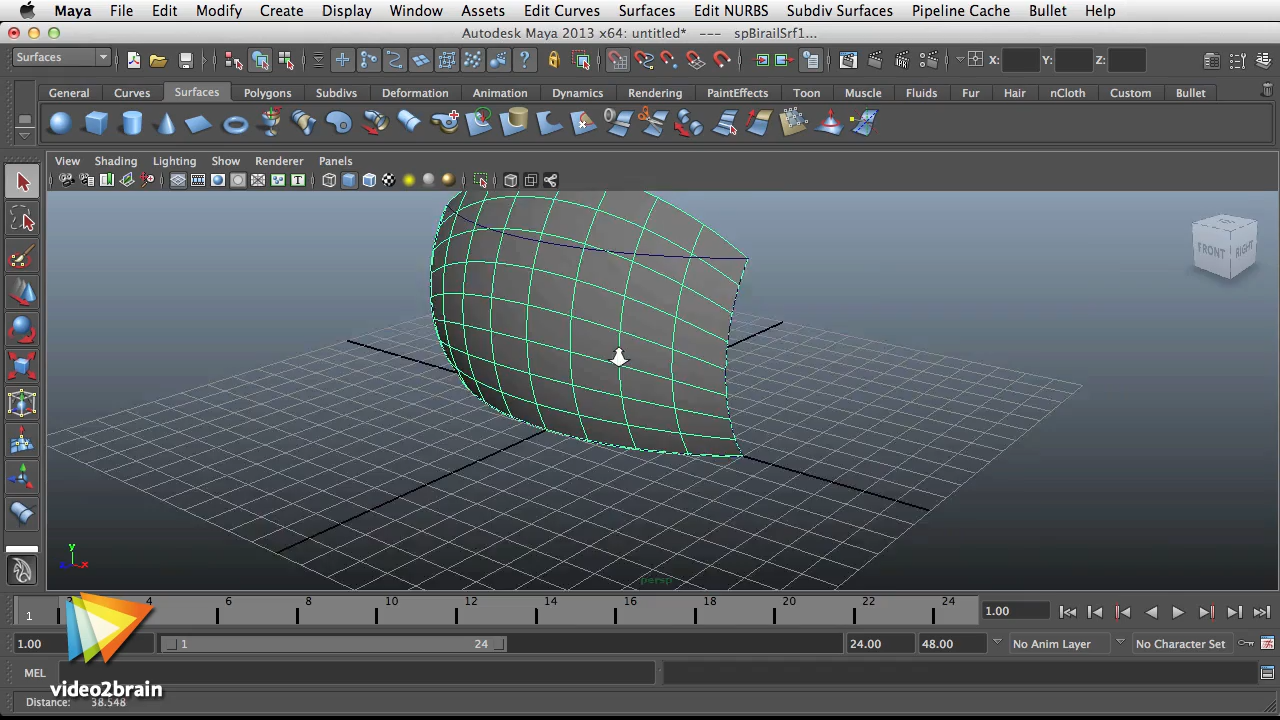 Maya File Edit Modify Create Display Window Assets Edit Curves Surfaces Edit NURBS Subdiv Surfaces Pipeline Cache Bullet Help
Autodesk Maya 2013 x64: untitled* --- spBirailSrf1...
Surfaces X: Y: Z:
General Curves Surfaces Polygons Subdivs Deformation Animation Dynamics Rendering PaintEffects Toon Muscle Fluids Fur Hair nCloth Custom Bullet
View Shading Lighting Show Renderer Panels
FRONT RIGHT
y
x
persp
1 4 6 8 10 12 14 16 18 20 22 24 1.00
1.00 1 24 24.00 48.00 No Anim Layer No Character Set
MEL
video2brain
Distance: 38.548